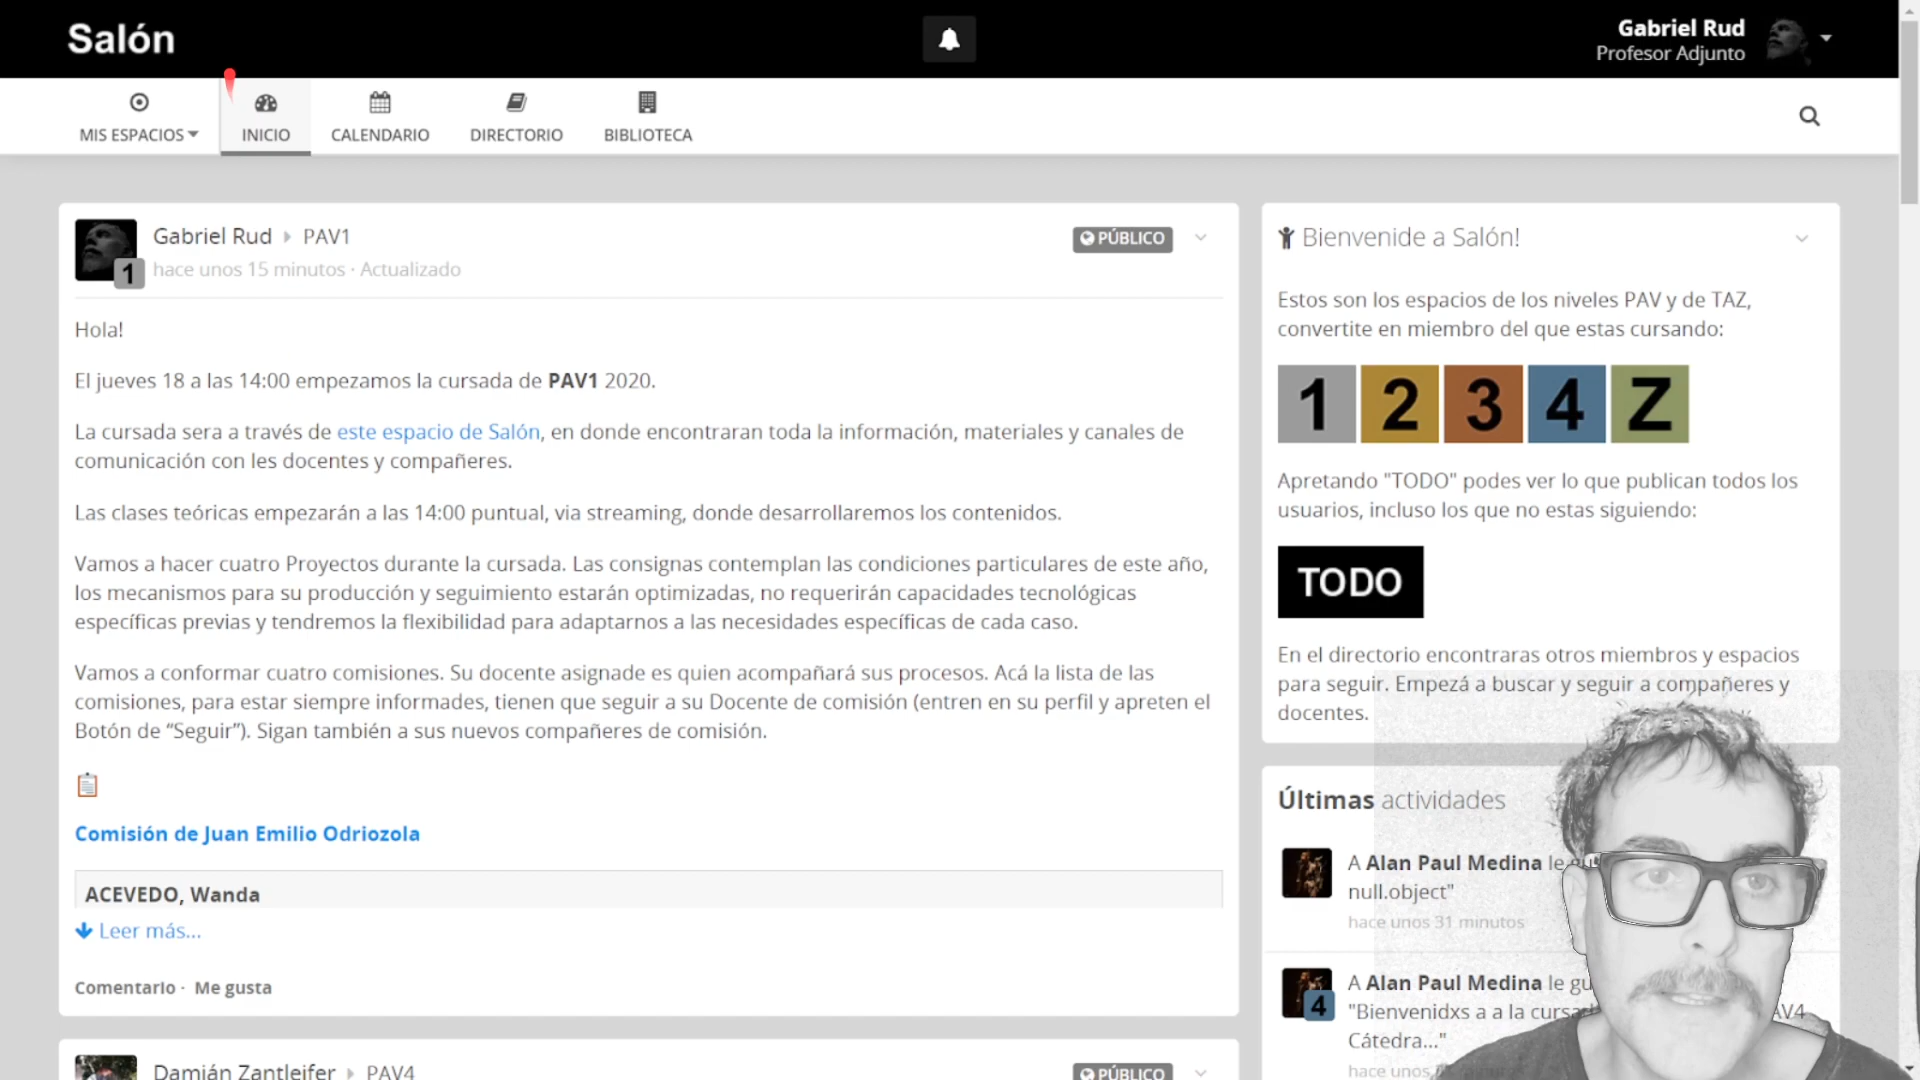 Salón
Gabriel Rud
Profesor Adjunto
MIS ESPACIOS
INICIO
CALENDARIO
DIRECTORIO
BIBLIOTECA
Gabriel Rud PAV1
PÚBLICO
1
hace unos 15 minutos · Actualizado
Hola!
El jueves 18 a las 14:00 empezamos la cursada de PAV1 2020.
La cursada sera a través de este espacio de Salón, en donde encontraran toda la información, materiales y canales de
comunicación con les docentes y compañeres.
Las clases teóricas empezarán a las 14:00 puntual, via streaming, donde desarrollaremos los contenidos.
Vamos a hacer cuatro Proyectos durante la cursada. Las consignas contemplan las condiciones particulares de este año,
los mecanismos para su producción y seguimiento estarán optimizadas, no requerirán capacidades tecnológicas
específicas previas y tendremos la flexibilidad para adaptarnos a las necesidades específicas de cada caso.
Vamos a conformar cuatro comisiones. Su docente asignade es quien acompañará sus procesos. Acá la lista de las
comisiones, para estar siempre informades, tienen que seguir a su Docente de comisión (entren en su perfil y apreten el
Botón de “Seguir”). Sigan también a sus nuevos compañeres de comisión.
Comisión de Juan Emilio Odriozola
ACEVEDO, Wanda
Leer más...
Comentario · Me gusta
Damián Zantleifer PAV4
PÚBLICO
Bienvenide a Salón!
Estos son los espacios de los niveles PAV y de TAZ,
convertite en miembro del que estas cursando:
1 2 3 4 Z
Apretando "TODO" podes ver lo que publican todos los
usuarios, incluso los que no estas siguiendo:
TODO
En el directorio encontraras otros miembros y espacios
para seguir. Empezá a buscar y seguir a compañeres y
docentes.
Últimas actividades
A Alan Paul Medina le
null.object"
hace unos 31 minutos
A Alan Paul Medina le
4
"Bienvenidxs a a la
Cátedra..."
hace unos